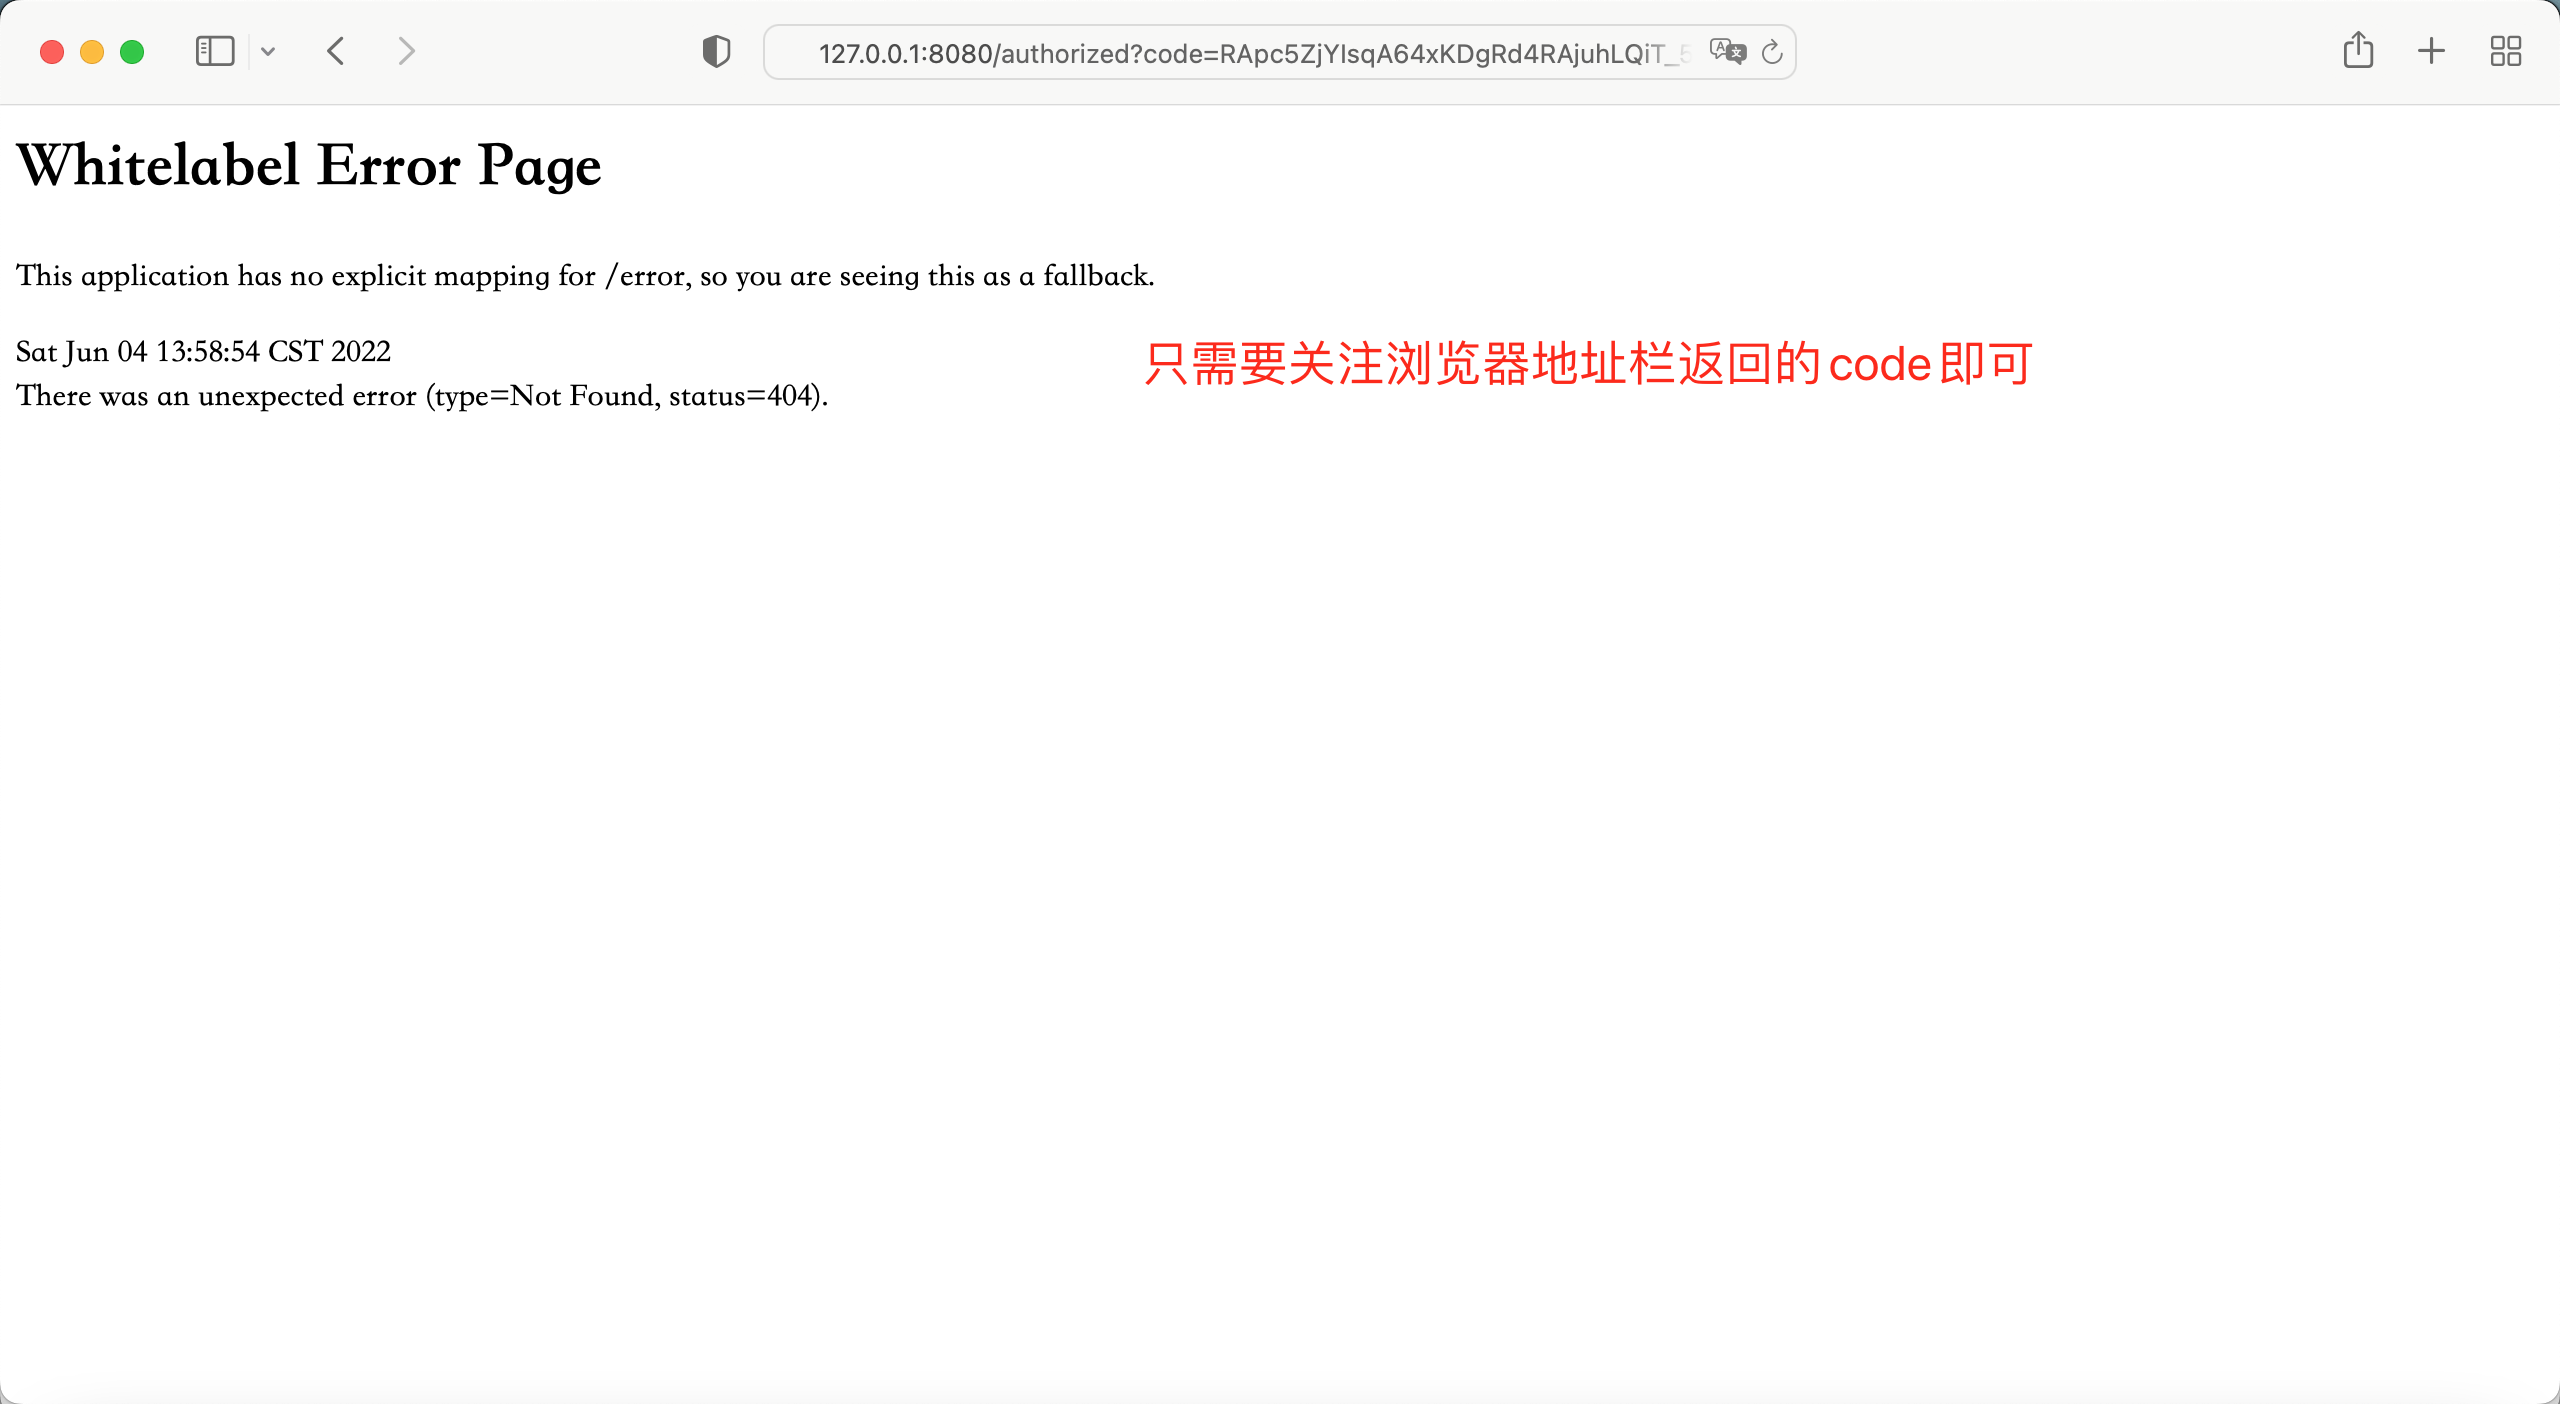 127.0.0.1:8080/authorized?code=RApc5ZjYIsqA64xKDgRd4RAjuhLQiT_5
Whitelabel Error Page
This application has no explicit mapping for /error, so you are seeing this as a fallback.
Sat Jun 04 13:58:54 CST 2022
只需要关注浏览器地址栏返回的code即可
There was an unexpected error (type=Not Found, status=404).